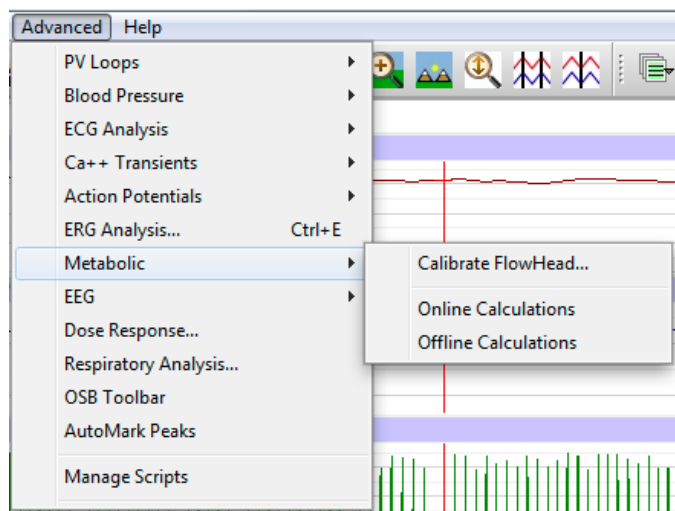 Advanced Help
PV Loops
Blood Pressure
ECG Analysis
Ca++ Transients
Action Potentials
ERG Analysis... Ctrl+E
Metabolic
Calibrate FlowHead...
Online Calculations
Offline Calculations
EEG
Dose Response...
Respiratory Analysis...
OSB Toolbar
AutoMark Peaks
Manage Scripts